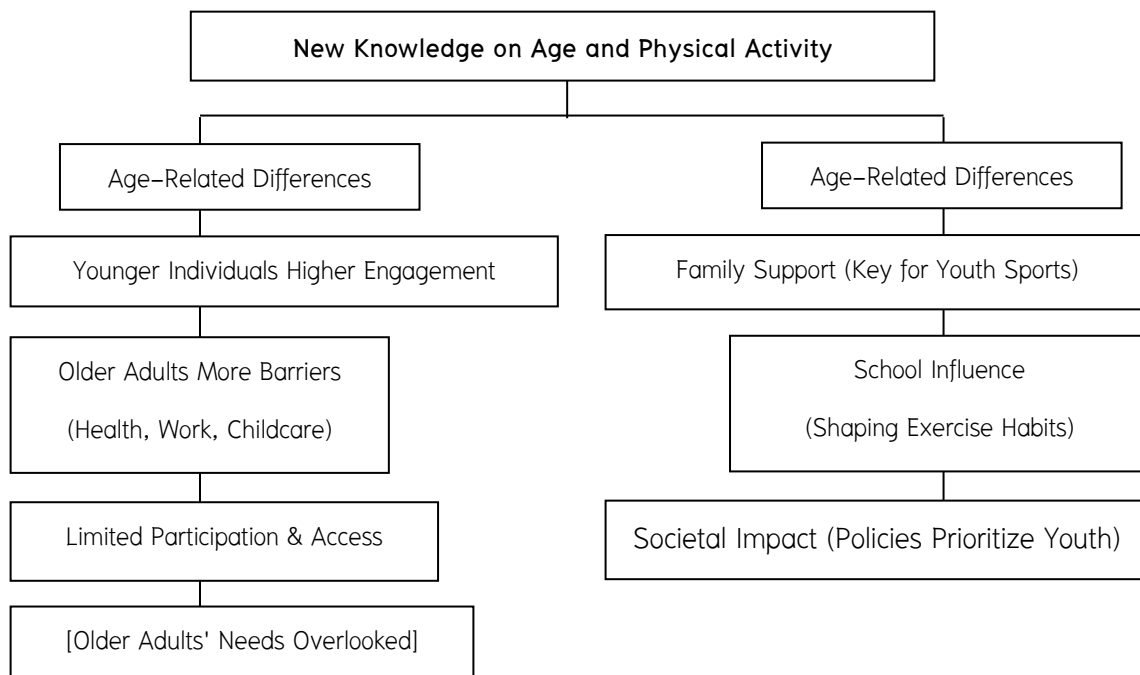 New Knowledge on Age and Physical Activity
Age-Related Differences
Younger Individuals Higher Engagement
Older Adults More Barriers
(Health, Work, Childcare)
Limited Participation & Access
[Older Adults' Needs Overlooked]
Age-Related Differences
Family Support (Key for Youth Sports)
School Influence
(Shaping Exercise Habits)
Societal Impact (Policies Prioritize Youth)